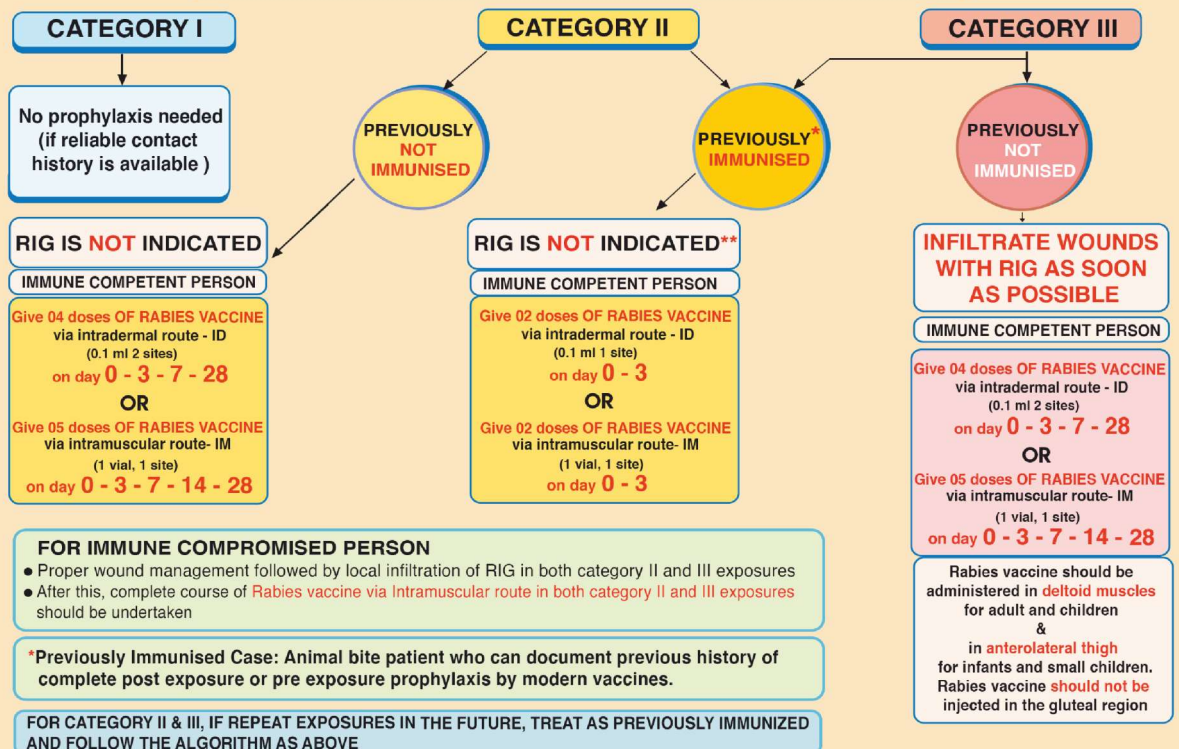 CATEGORY I
CATEGORY II
CATEGORY III
No prophylaxis needed
(if reliable contact
history is available )
PREVIOUSLY
NOT
IMMUNISED
PREVIOUSLY*
IMMUNISED
PREVIOUSLY
NOT
IMMUNISED
RIG IS NOT INDICATED
IMMUNE COMPETENT PERSON
Give 04 doses OF RABIES VACCINE
via intradermal route - ID
(0.1 ml 2 sites)
on day 0 - 3 - 7 - 28
OR
Give 05 doses OF RABIES VACCINE
via intramuscular route- IM
(1 vial, 1 site)
on day 0 - 3 - 7 - 14 - 28
RIG IS NOT INDICATED**
IMMUNE COMPETENT PERSON
Give 02 doses OF RABIES VACCINE
via intradermal route - ID
(0.1 ml 1 site)
on day 0 - 3
OR
Give 02 doses OF RABIES VACCINE
via intramuscular route- IM
(1 vial, 1 site)
on day 0 - 3
INFILTRATE WOUNDS
WITH RIG AS SOON
AS POSSIBLE
IMMUNE COMPETENT PERSON
Give 04 doses OF RABIES VACCINE
via intradermal route - ID
(0.1 ml 2 sites)
on day 0 - 3 - 7 - 28
OR
Give 05 doses OF RABIES VACCINE
via intramuscular route- IM
(1 vial, 1 site)
on day 0 - 3 - 7 - 14 - 28
Rabies vaccine should be
administered in deltoid muscles
for adult and children
&
in anterolateral thigh
for infants and small children.
Rabies vaccine should not be
injected in the gluteal region
FOR IMMUNE COMPROMISED PERSON
● Proper wound management followed by local infiltration of RIG in both category II and III exposures
● After this, complete course of Rabies vaccine via Intramuscular route in both category II and III exposures
should be undertaken
*Previously Immunised Case: Animal bite patient who can document previous history of
complete post exposure or pre exposure prophylaxis by modern vaccines.
FOR CATEGORY II & III, IF REPEAT EXPOSURES IN THE FUTURE, TREAT AS PREVIOUSLY IMMUNIZED
AND FOLLOW THE ALGORITHM AS ABOVE